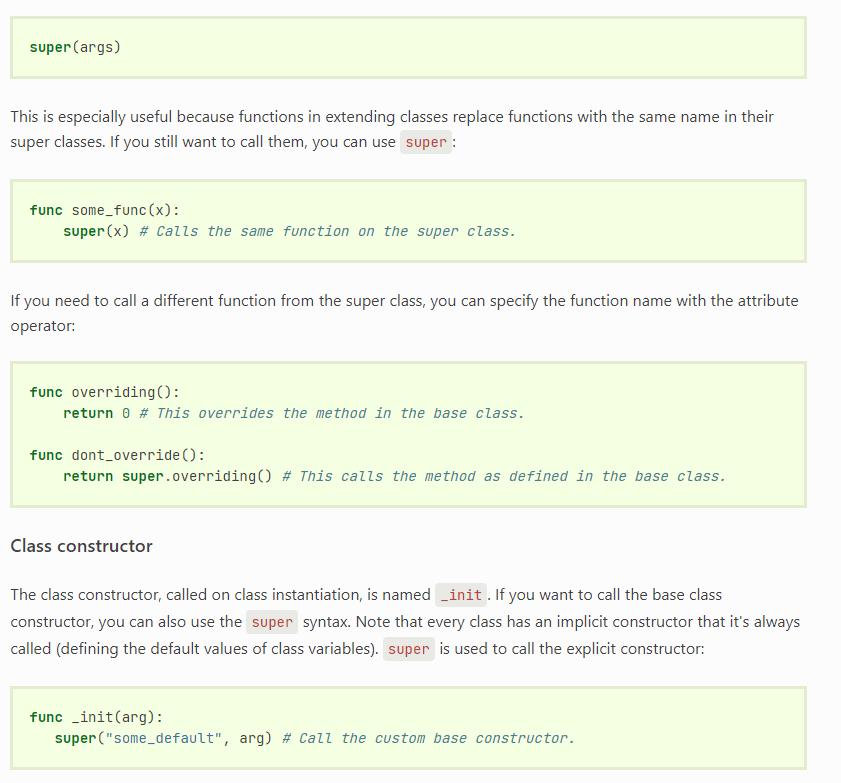 super(args)
This is especially useful because functions in extending classes replace functions with the same name in their
super classes. If you still want to call them, you can use super:
func some_func(x):
    super(x) # Calls the same function on the super class.
If you need to call a different function from the super class, you can specify the function name with the attribute
operator:
func overriding():
    return 0 # This overrides the method in the base class.
func dont_override():
    return super.overriding() # This calls the method as defined in the base class.
Class constructor
The class constructor, called on class instantiation, is named _init. If you want to call the base class
constructor, you can also use the super syntax. Note that every class has an implicit constructor that it's always
called (defining the default values of class variables). super is used to call the explicit constructor:
func _init(arg):
   super("some_default", arg) # Call the custom base constructor.